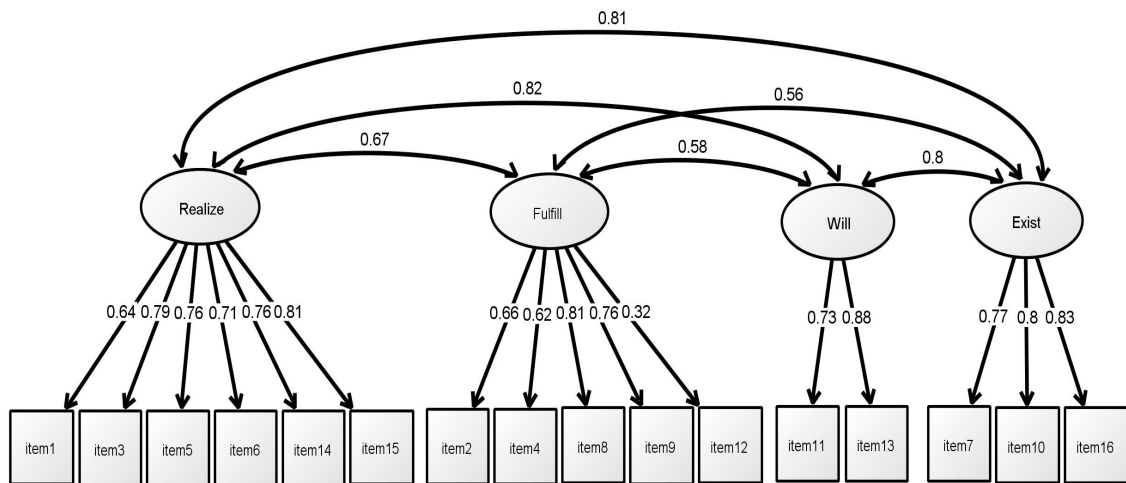 0.81
0.82
0.56
0.67
0.58
0.8
Realize
Fulfill
Will
Exist
0.64 0.79 0.76 0.71 0.76 0.81
0.66 0.62 0.81 0.76 0.32
0.73 0.88
0.77 0.8 0.83
item1 item3 item5 item6 item14 item15
item2 item4 item8 item9 item12
item11 item13
item7 item10 item16